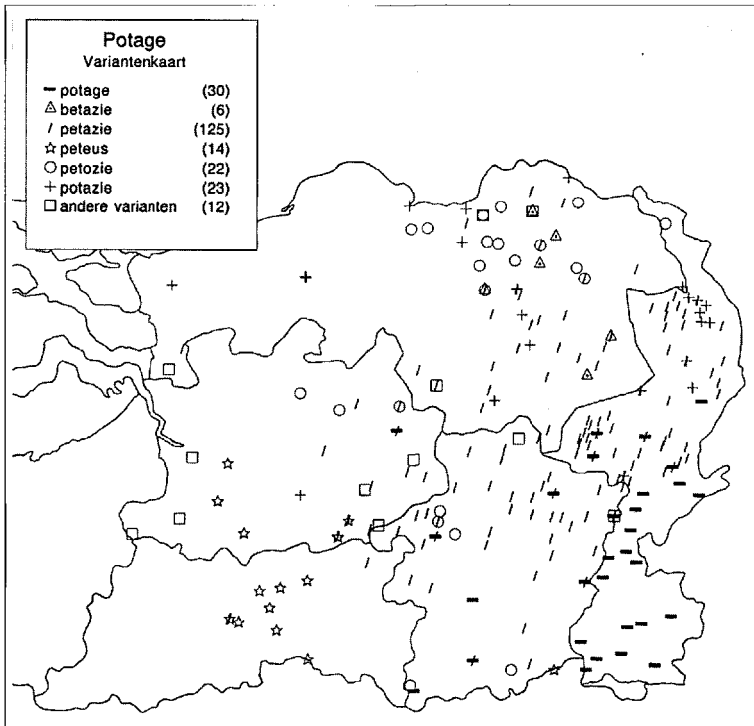 Potage
Variantenkaart
potage (30)
betazie (6)
petazie (125)
peteus (14)
petozie (22)
potazie (23)
andere varianten (12)